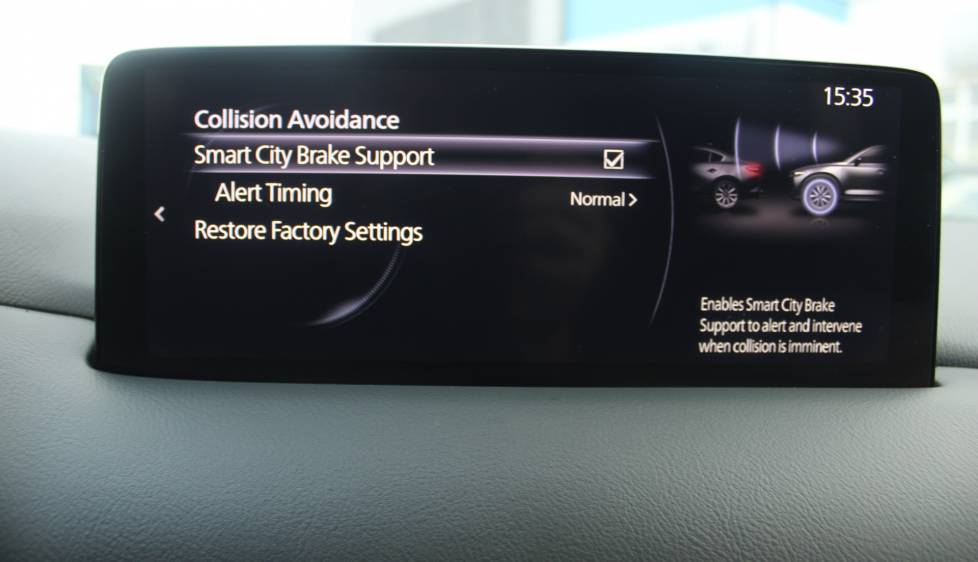 15:35
Collision Avoidance
Smart City Brake Support
Alert Timing Normal >
Restore Factory Settings
Enables Smart City Brake
Support to alert and intervene
when collision is imminent.